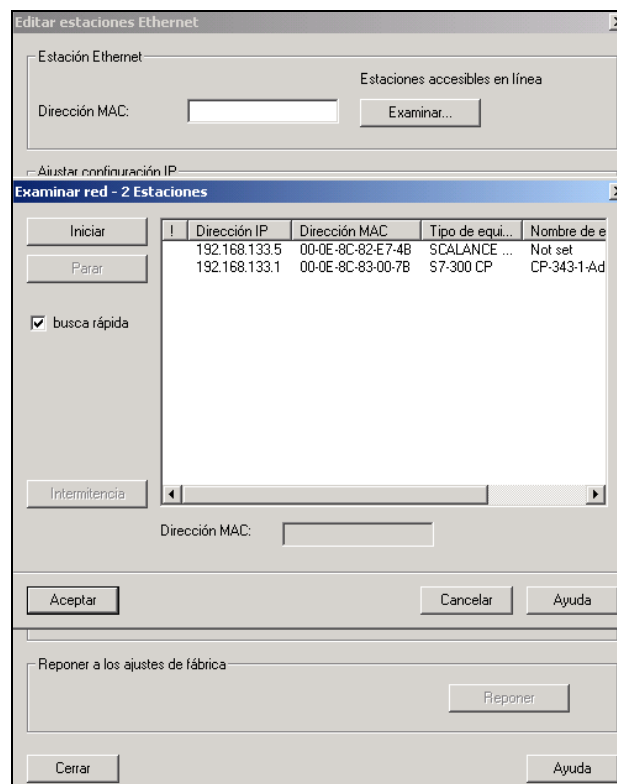 Editar estaciones Ethernet
Estación Ethernet
Estaciones accesibles en línea
Dirección MAC:
Examinar...
Ajustar configuración IP
Examinar red - 2 Estaciones
Iniciar
! Dirección IP Dirección MAC Tipo de equi... Nombre de e
192.168.133.5 00-0E-8C-82-E7-4B SCALANCE ... Not set
192.168.133.1 00-0E-8C-83-00-7B S7-300 CP CP-343-1-Ad
Parar
busca rápida
Intermitencia
Dirección MAC:
Aceptar Cancelar Ayuda
Reponer a los ajustes de fábrica
Reponer
Cerrar Ayuda